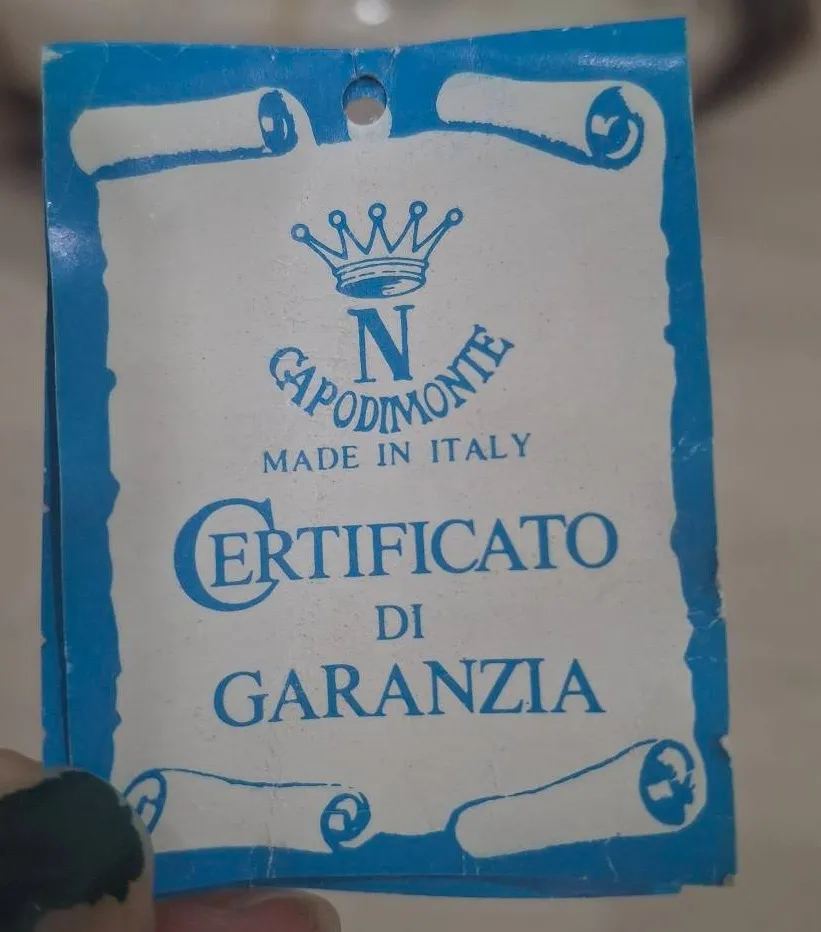 N
CAPODIMONTE
MADE IN ITALY
CERTIFICATO
DI
GARANZIA